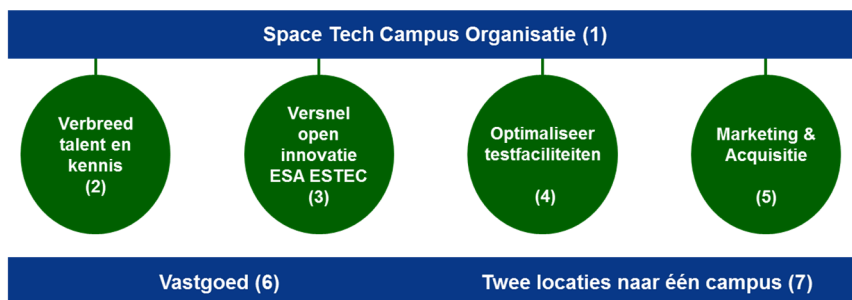 Space Tech Campus Organisatie (1)
Verbreed
talent en
kennis
(2)
Versnel
open
innovatie
ESA ESTEC
(3)
Optimaliseer
testfaciliteiten
(4)
Marketing &
Acquisitie
(5)
Vastgoed (6)
Twee locaties naar één campus (7)